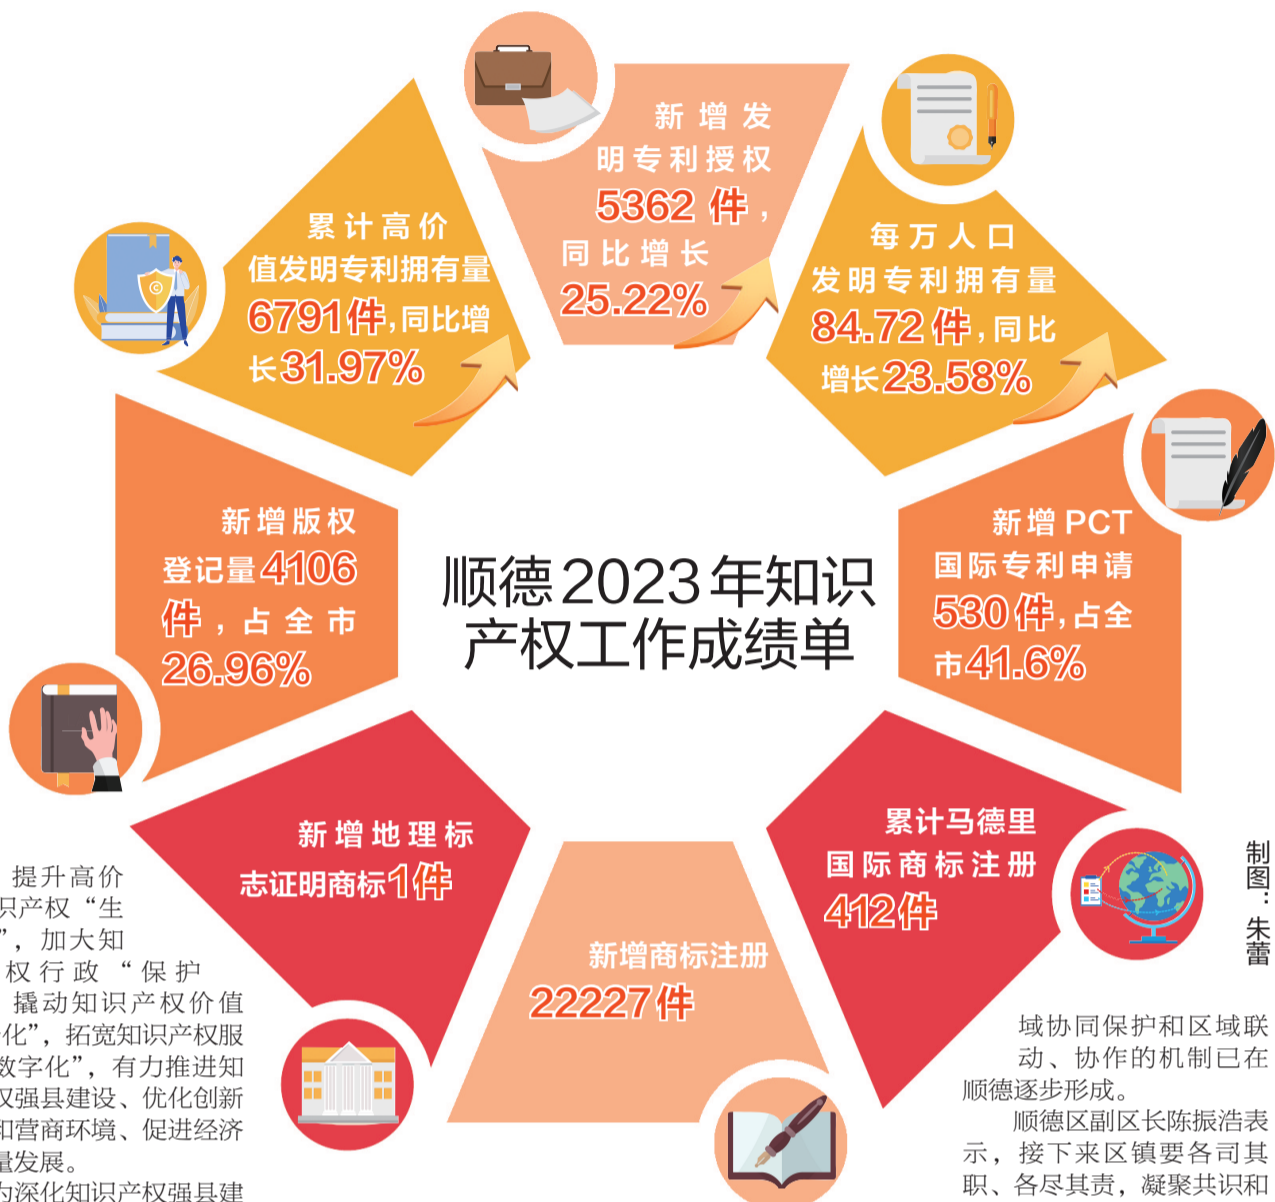 顺德2023年知识
产权工作成绩单
新增发
明专利授权
5362件，
同比增长
25.22%
每万人口
发明专利拥有量
84.72件，同比
增长23.58%
新增PCT
国际专利申请
530件，占全
市41.6%
累计马德里
国际商标注册
412件
新增商标注册
22227件
新增地理标
志证明商标1件
新增版权
登记量4106
件，占全市
26.96%
累计高价
值发明专利拥有量
6791件，同比增
长31.97%
制图：朱蕾
提升高价
识产权“生
”，加大知
权行政“保护
撬动知识产权价值
化”，拓宽知识产权服
数字化”，有力推进知
权强县建设、优化创新
和营商环境、促进经济
量发展。
为深化知识产权强县建
域协同保护和区域联
动、协作的机制已在
顺德逐步形成。
顺德区副区长陈振浩表
示，接下来区镇要各司其
职、各尽其责，凝聚共识和